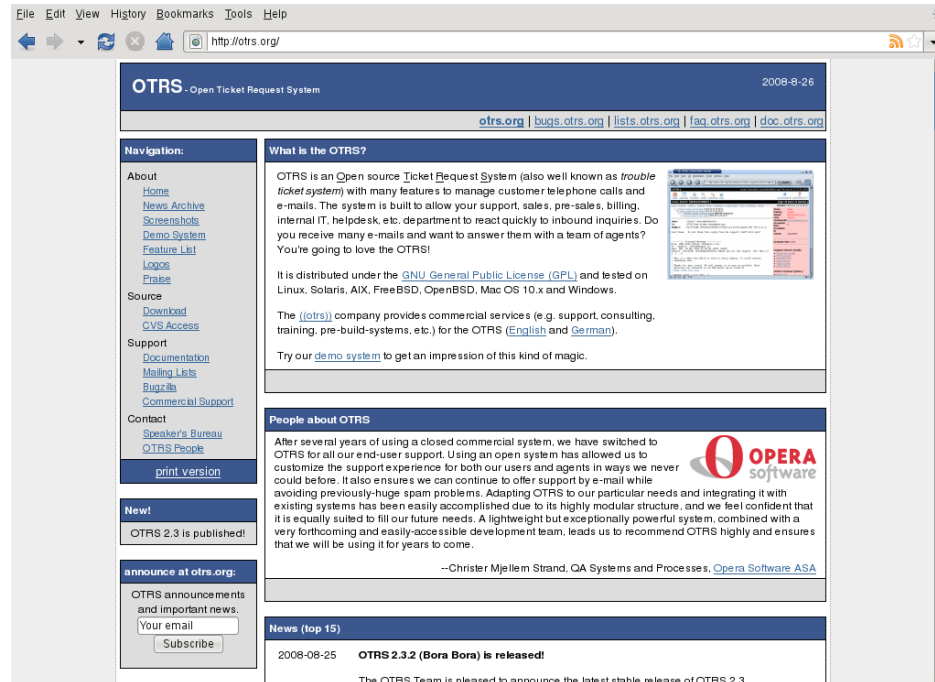 File Edit View History Bookmarks Tools Help
http://otrs.org/
OTRS - Open Ticket Request System
2008-8-26
otrs.org | bugs.otrs.org | lists.otrs.org | faq.otrs.org | doc.otrs.org
Navigation:
About
Home
News Archive
Screenshots
Demo System
Feature List
Logos
Praise
Source
Download
CVS Access
Support
Documentation
Mailing Lists
Bugzilla
Commercial Support
Contact
Speaker's Bureau
OTRS People
print version
New!
OTRS 2.3 is published!
announce at otrs.org:
OTRS announcements
and important news.
Your email
Subscribe
What is the OTRS?
OTRS is an Open source Ticket Request System (also well known as trouble
ticket system) with many features to manage customer telephone calls and
e-mails. The system is built to allow your support, sales, pre-sales, billing,
internal IT, helpdesk, etc. department to react quickly to inbound inquiries. Do
you receive many e-mails and want to answer them with a team of agents?
You're going to love the OTRS!
It is distributed under the GNU General Public License (GPL) and tested on
Linux, Solaris, AIX, FreeBSD, OpenBSD, Mac OS 10.x and Windows.
The ((otrs)) company provides commercial services (e.g. support, consulting,
training, pre-build-systems, etc.) for the OTRS (English and German).
Try our demo system to get an impression of this kind of magic.
People about OTRS
After several years of using a closed commercial system, we have switched to
OTRS for all our end-user support. Using an open system has allowed us to
customize the support experience for both our users and agents in ways we never
could before. It also ensures we can continue to offer support by e-mail while
avoiding previously-huge spam problems. Adapting OTRS to our particular needs and integrating it with
existing systems has been easily accomplished due to its highly modular structure, and we feel confident that
it is equally suited to fill our future needs. A lightweight but exceptionally powerful system, combined with a
very forthcoming and easily-accessible development team, leads us to recommend OTRS highly and ensures
that we will be using it for years to come.
OPERA
software
--Christer Mjellem Strand, QA Systems and Processes, Opera Software ASA
News (top 15)
2008-08-25 OTRS 2.3.2 (Bora Bora) is released!
The OTRS Team is pleased to announce the latest stable release of OTRS 2.3